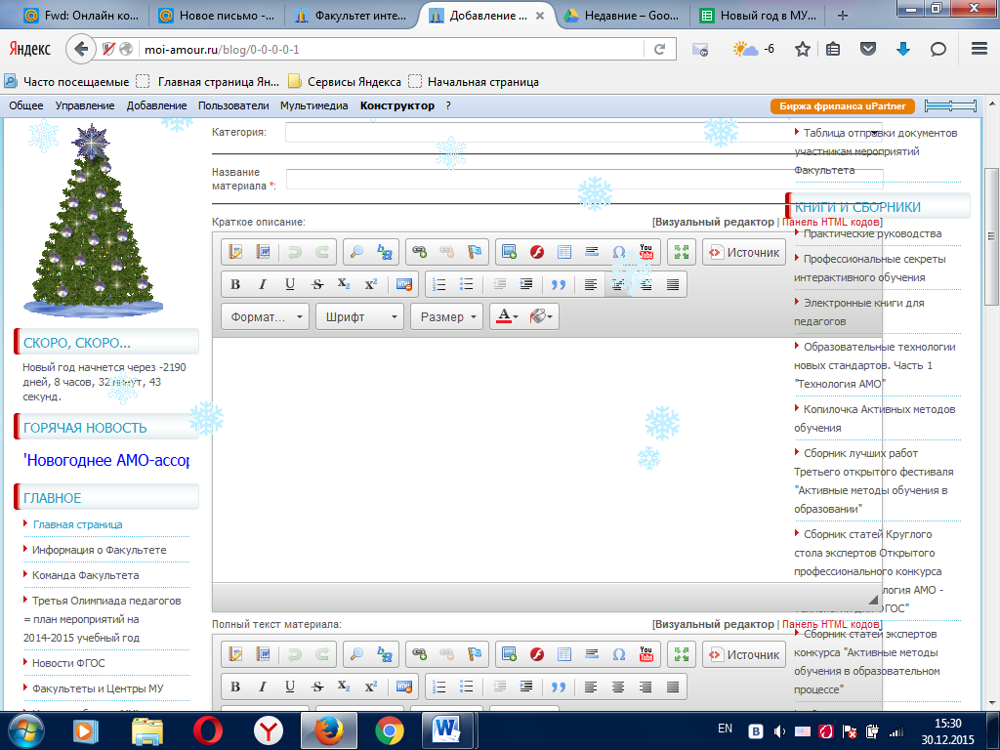 Fwd: Онлайн ко...
Новое письмо -...
Факультет инте...
Добавление ...
Недавние – Goo...
Новый год в МУ...
Яндекс
moi-amour.ru/blog/0-0-0-0-1
-6
Часто посещаемые
Главная страница Ян...
Сервисы Яндекса
Начальная страница
Общее
Управление
Добавление
Пользователи
Мультимедиа
Конструктор
?
Биржа фриланса uPartner
СКОРО, СКОРО...
Новый год начнется через -2190
дней, 8 часов, 32 минут, 43
секунд.
ГОРЯЧАЯ НОВОСТЬ
"Новогоднее АМО-ассор
ГЛАВНОЕ
Главная страница
Информация о Факультете
Команда Факультета
Третья Олимпиада педагогов
= план мероприятий на
2014-2015 учебный год
Новости ФГОС
Факультеты и Центры МУ
Категория:
Название
материала *:
Краткое описание:
[Визуальный редактор | Панель HTML кодов]
Источник
B I U S X₂ X²
Формат...
Шрифт
Размер
Полный текст материала:
[Визуальный редактор | Панель HTML кодов]
Источник
B I U S X₂ X²
Таблица отправки документов
участникам мероприятий
Факультета
КНИГИ И СБОРНИКИ
Практические руководства
Профессиональные секреты
интерактивного обучения
Электронные книги для
педагогов
Образовательные технологии
новых стандартов. Часть 1
"Технология АМО"
Копилочка Активных методов
обучения
Сборник лучших работ
Третьего открытого фестиваля
"Активные методы обучения в
образовании"
Сборник статей Круглого
стола экспертов Открытого
профессионального конкурса
ология АМО -
ФГОС"
Сборник статей экспертов
конкурса "Активные методы
обучения в образовательном
процессе"
EN
15:30
30.12.2015